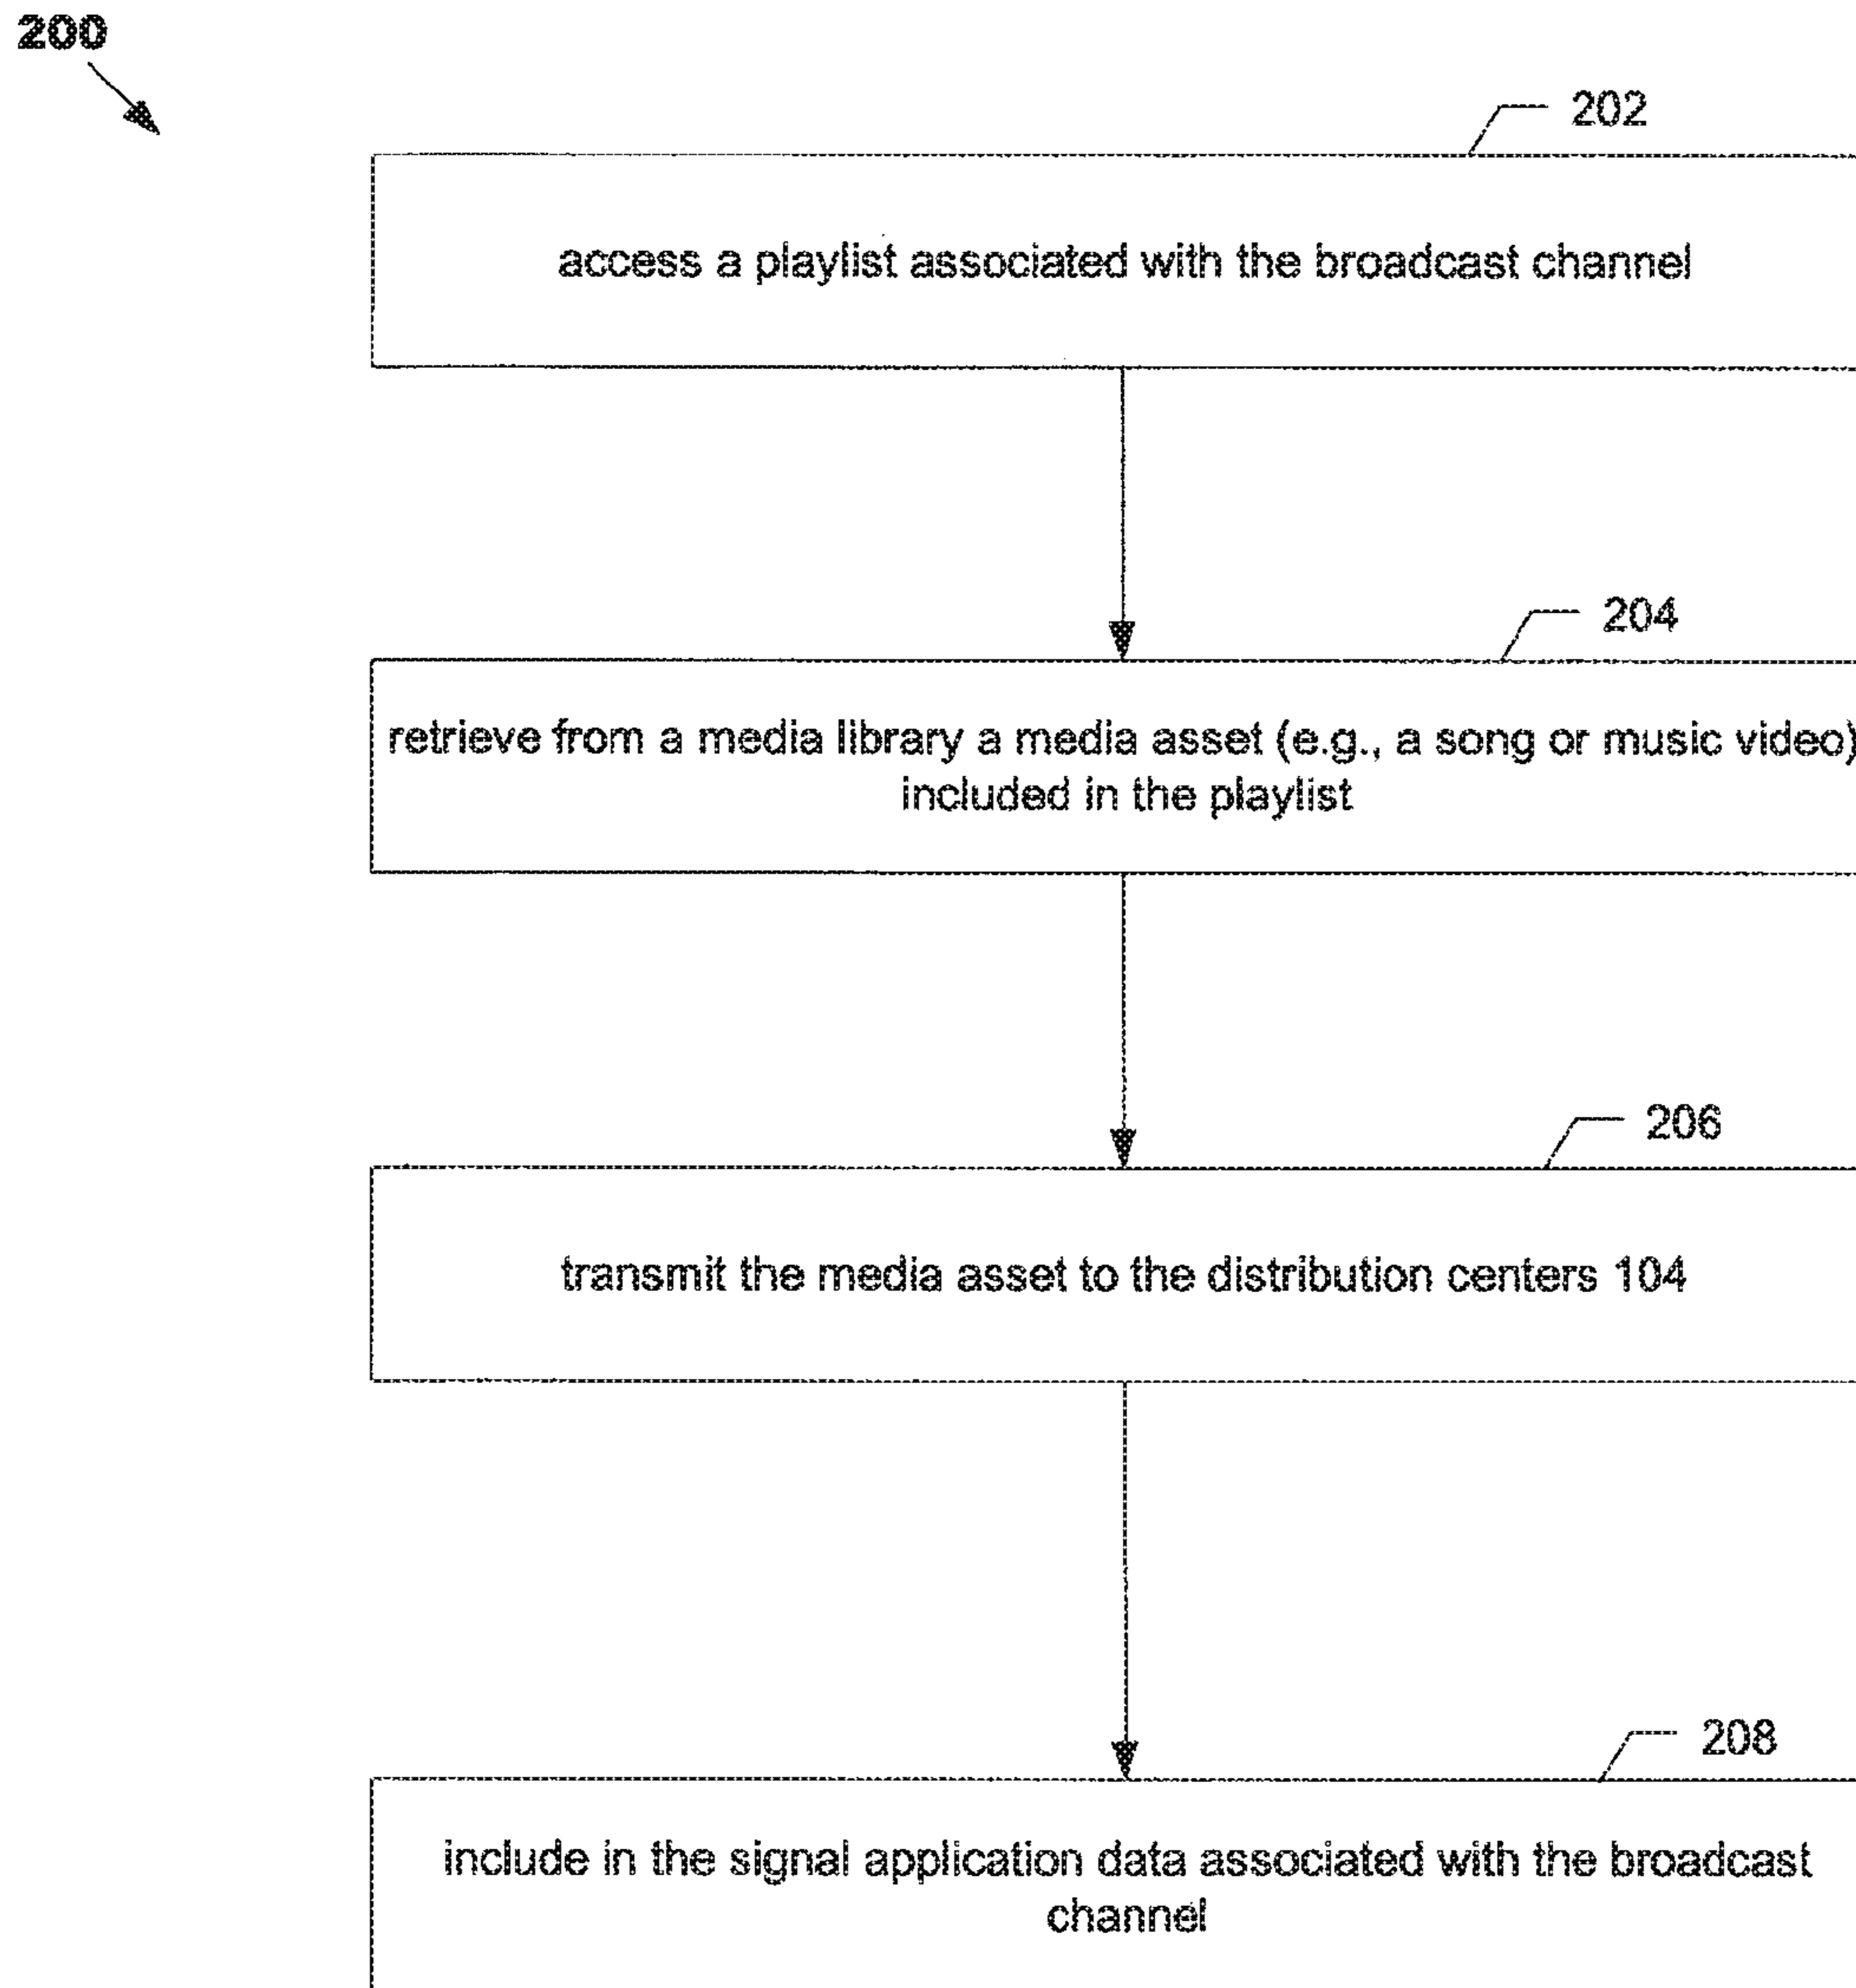 200
202
access a playlist associated with the broadcast channel
204
retrieve from a media library a media asset (e.g., a song or music video)
included in the playlist
206
transmit the media asset to the distribution centers 104
208
include in the signal application data associated with the broadcast
channel